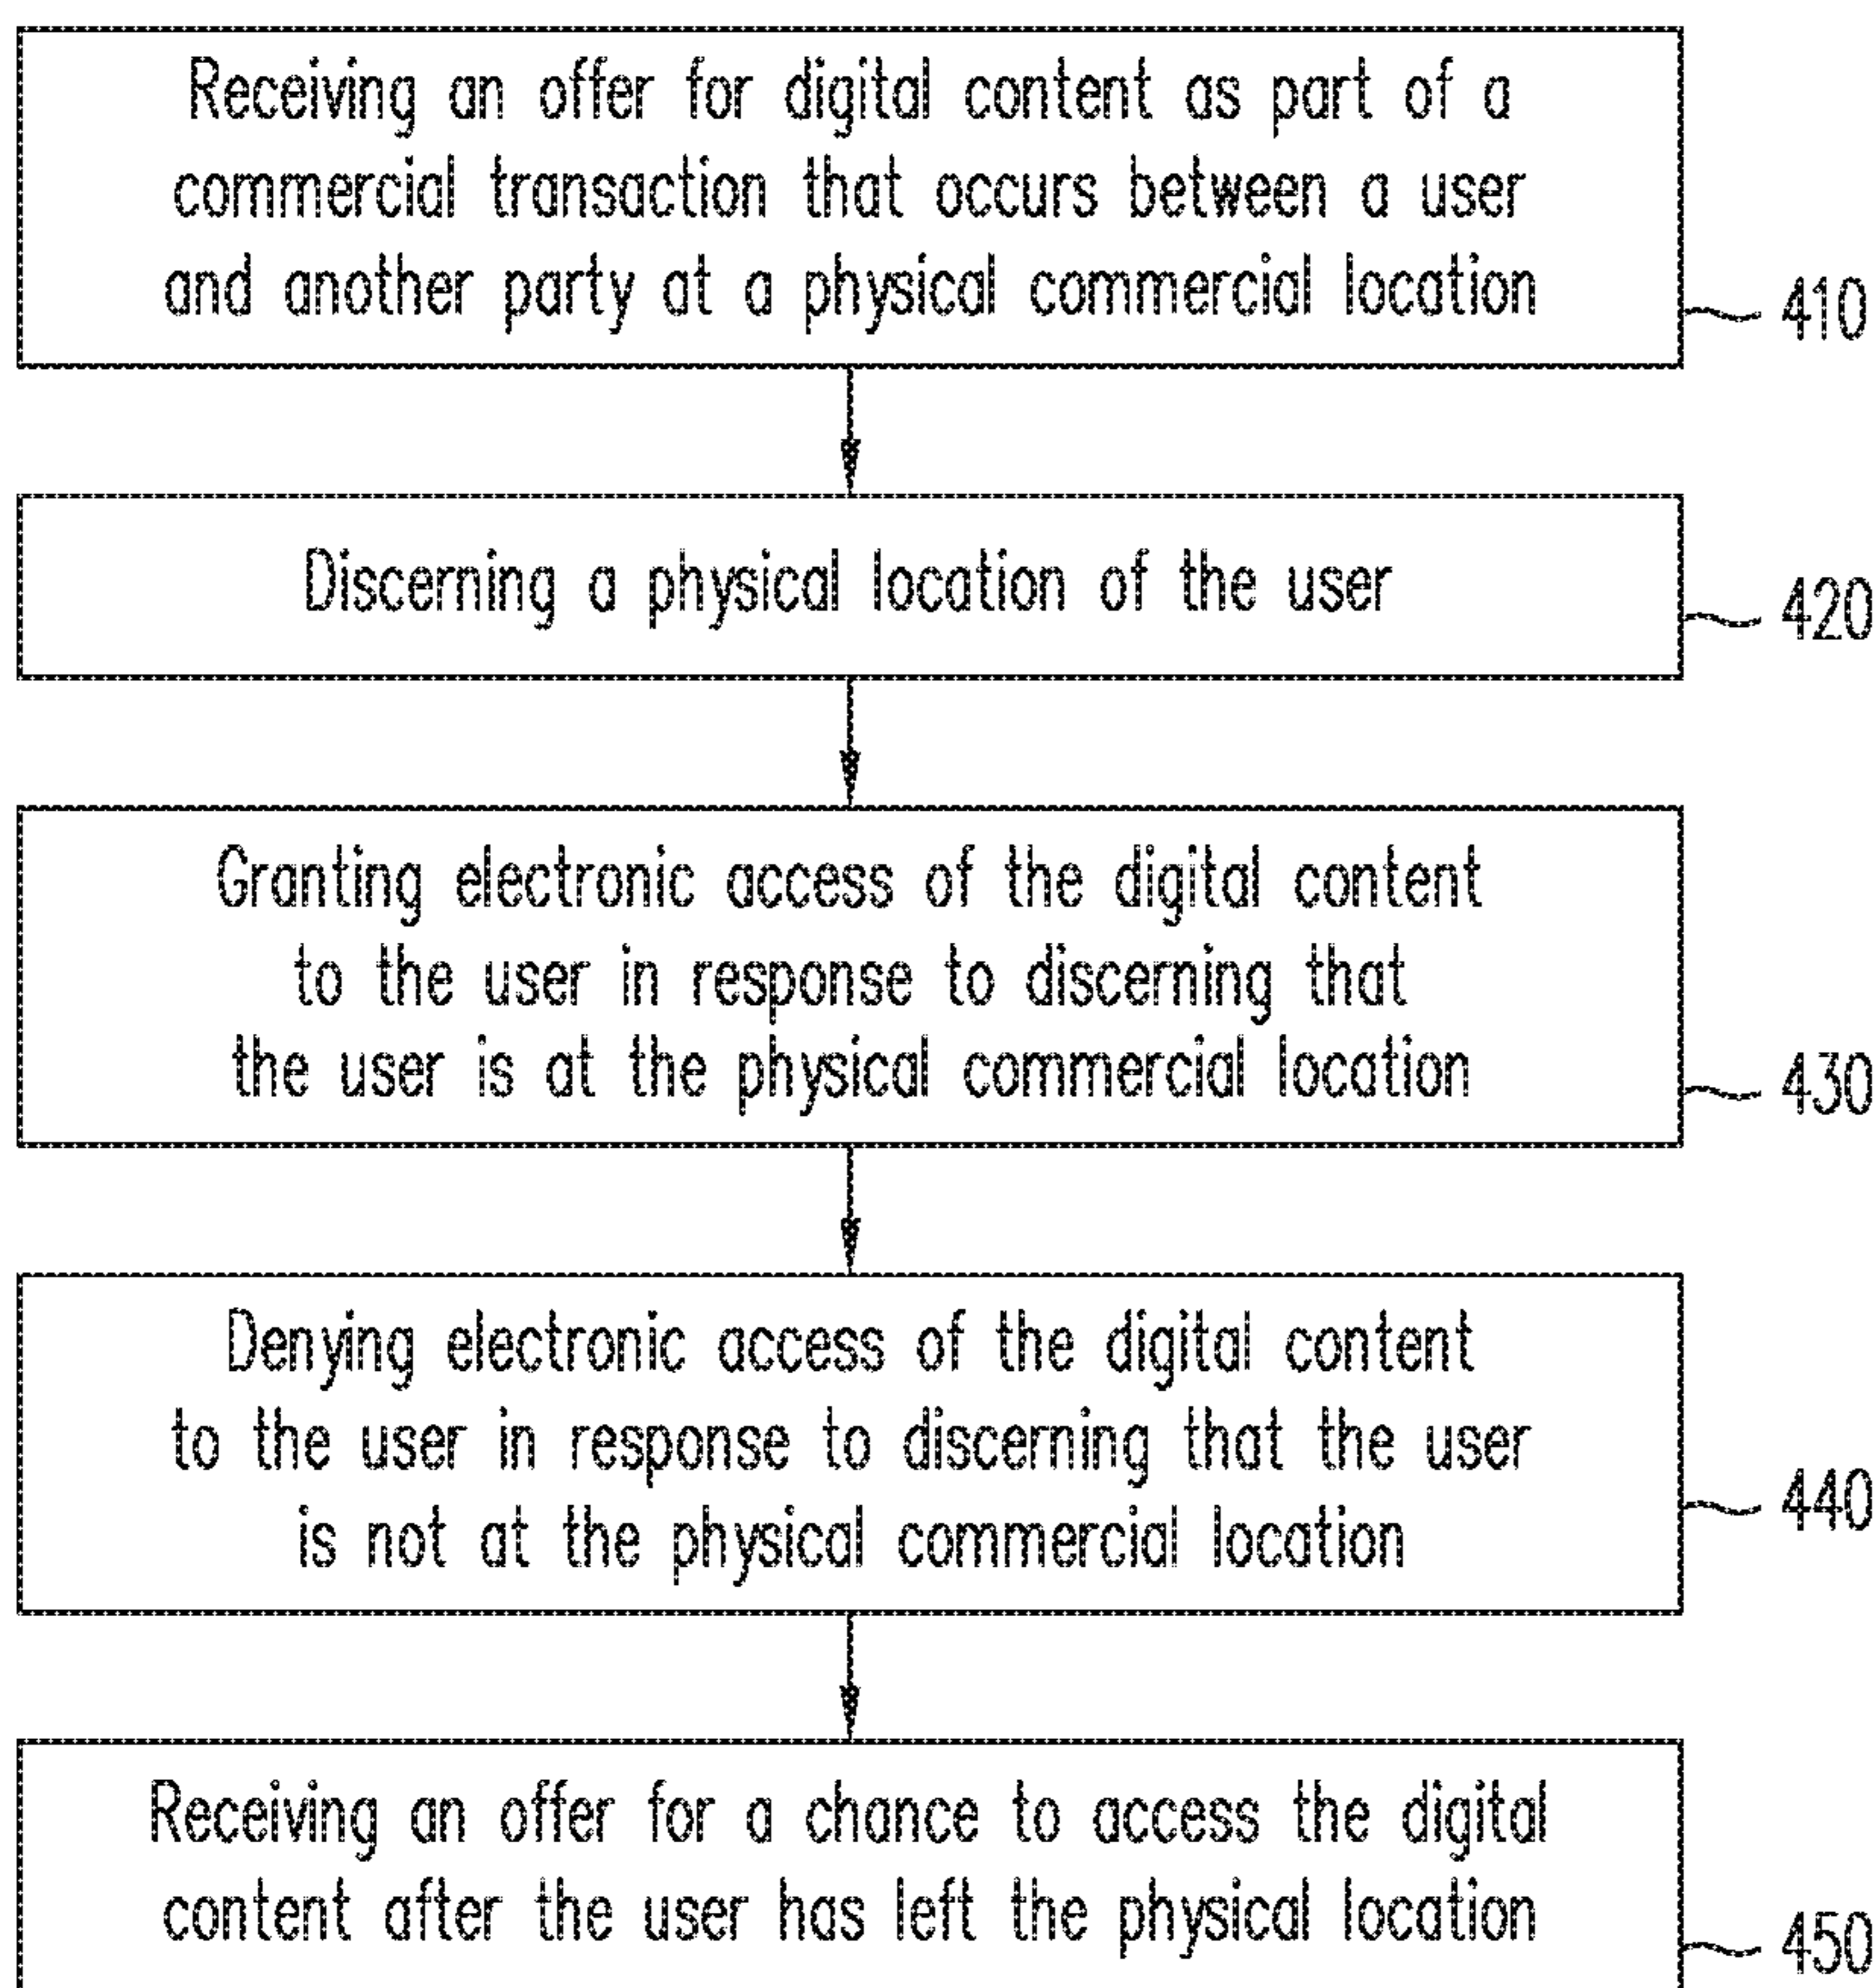 Receiving an offer for digital content as part of a
commercial transaction that occurs between a user
and another party at a physical commercial location
410
Discerning a physical location of the user
420
Granting electronic access of the digital content
to the user in response to discerning that
the user is at the physical commercial location
430
Denying electronic access of the digital content
to the user in response to discerning that the user
is not at the physical commercial location
440
Receiving an offer for a chance to access the digital
content after the user has left the physical location
450